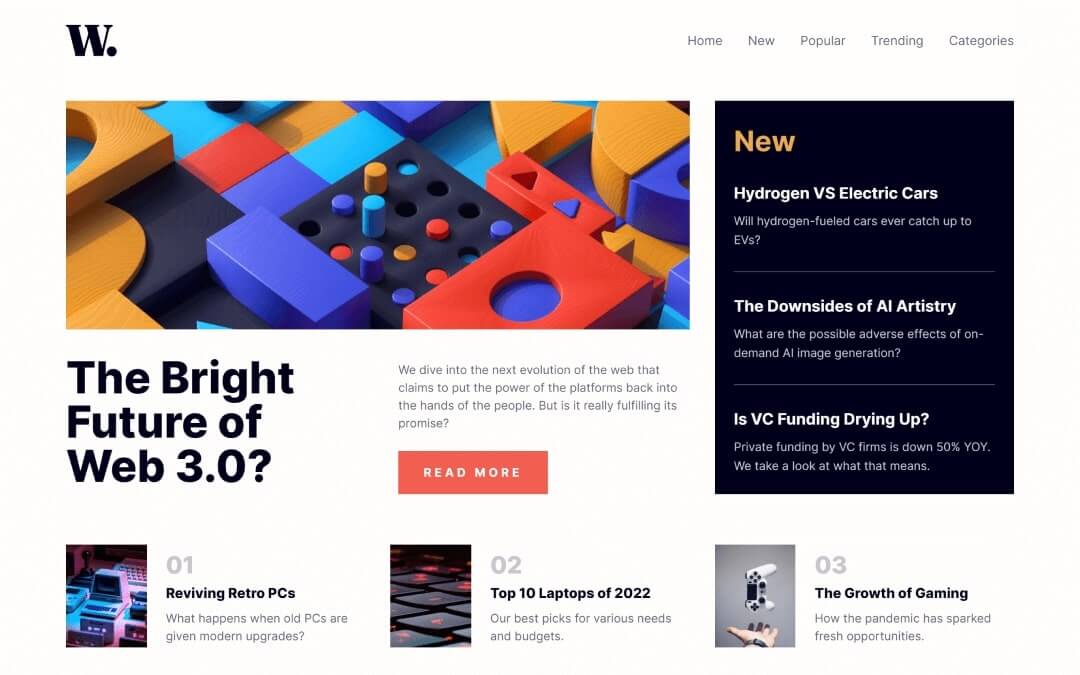 W.
Home New Popular Trending Categories
The Bright
Future of
Web 3.0?
We dive into the next evolution of the web that
claims to put the power of the platforms back into
the hands of the people. But is it really fulfilling its
promise?
READ MORE
New
Hydrogen VS Electric Cars
Will hydrogen-fueled cars ever catch up to
EVs?
The Downsides of AI Artistry
What are the possible adverse effects of on-
demand AI image generation?
Is VC Funding Drying Up?
Private funding by VC firms is down 50% YOY.
We take a look at what that means.
01
Reviving Retro PCs
What happens when old PCs are
given modern upgrades?
02
Top 10 Laptops of 2022
Our best picks for various needs
and budgets.
03
The Growth of Gaming
How the pandemic has sparked
fresh opportunities.